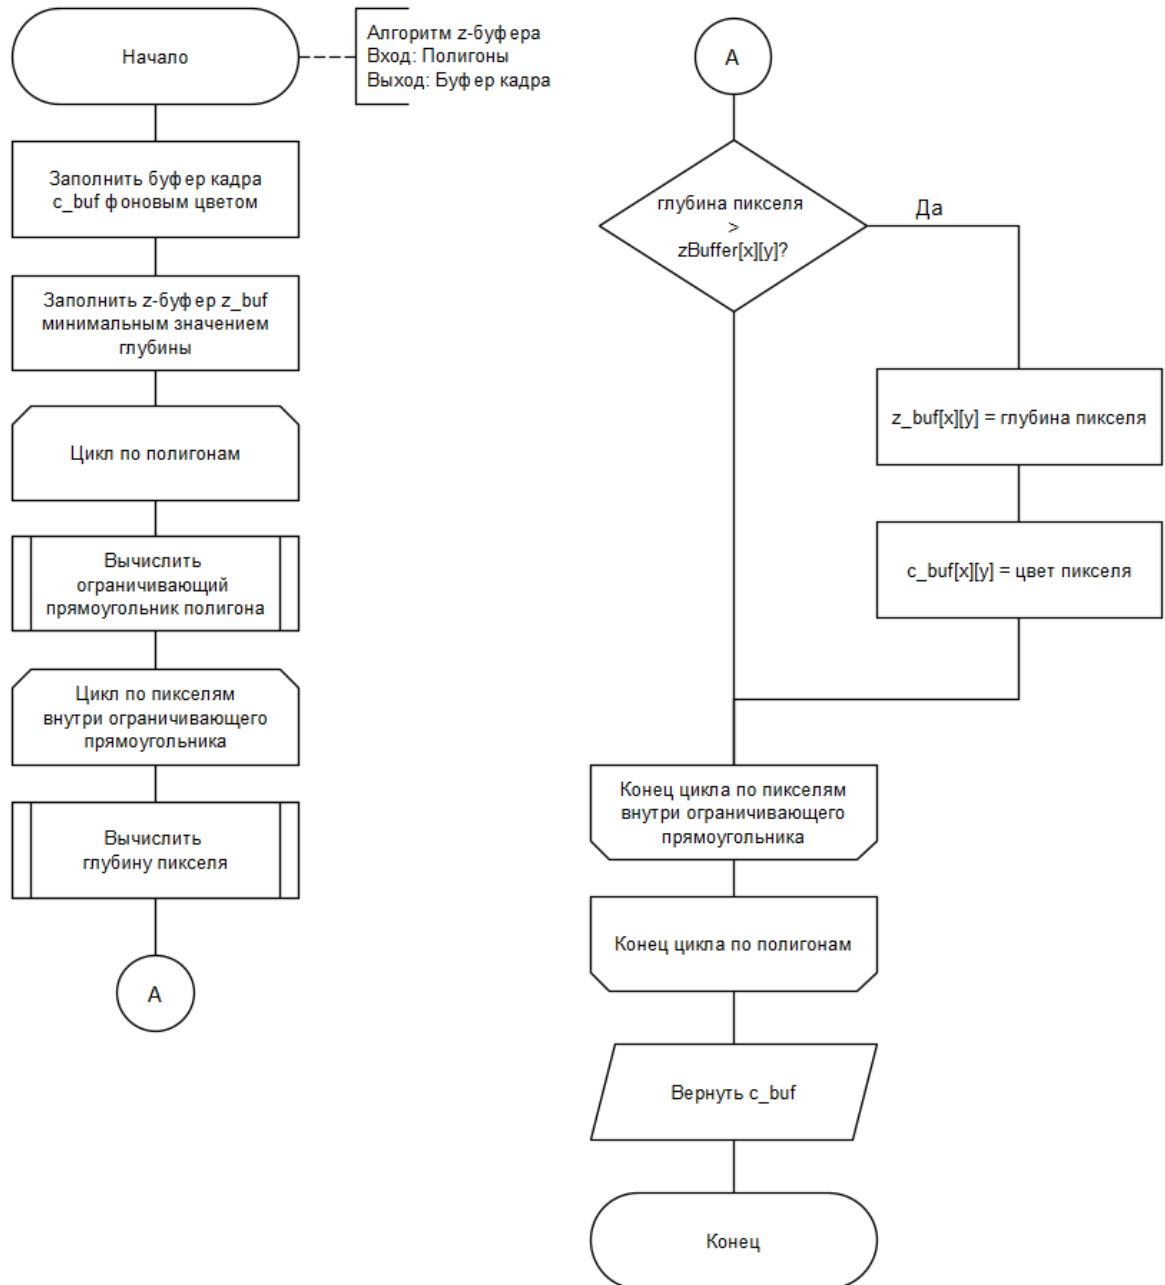 Начало
Алгоритм z-буфера
Вход: Полигоны
Выход: Буфер кадра
Заполнить буфер кадра
c_buf фоновым цветом
Заполнить z-буфер z_buf
минимальным значением
глубины
Цикл по полигонам
Вычислить
ограничивающий
прямоугольник полигона
Цикл по пикселям
внутри ограничивающего
прямоугольника
Вычислить
глубину пикселя
A
A
глубина пикселя
>
zBuffer[x][y]?
Да
z_buf[x][y] = глубина пикселя
c_buf[x][y] = цвет пикселя
Конец цикла по пикселям
внутри ограничивающего
прямоугольника
Конец цикла по полигонам
Вернуть c_buf
Конец